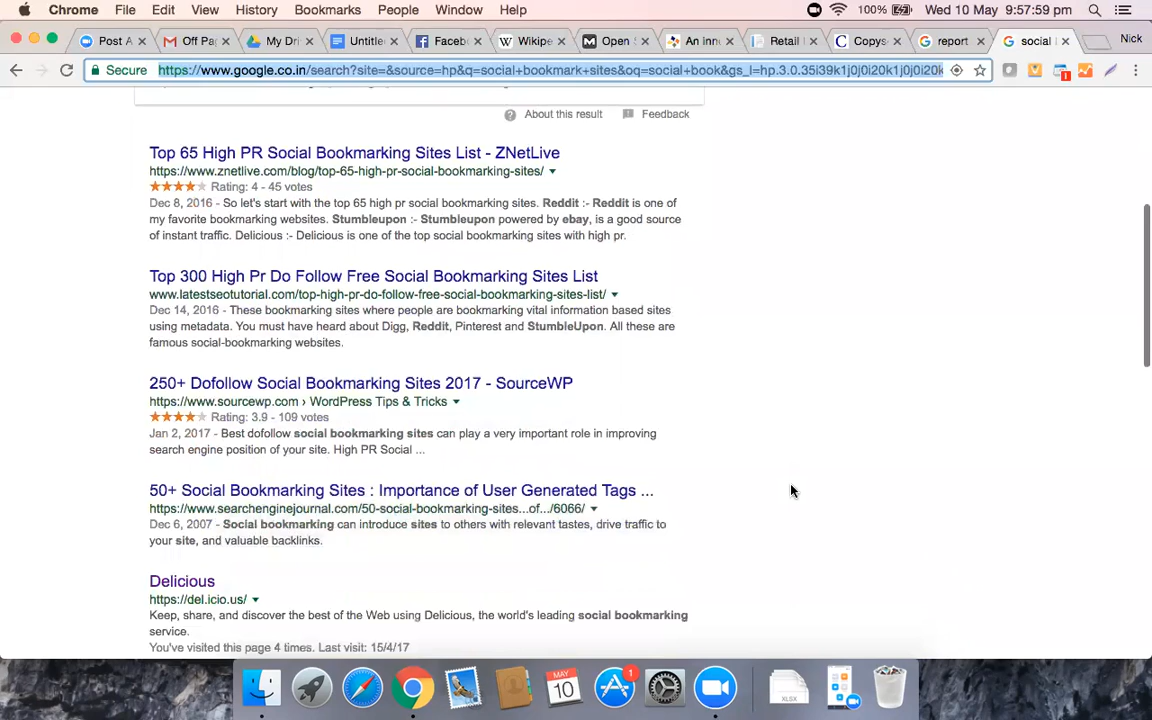 Chrome File Edit View History Bookmarks People Window Help 100% Wed 10 May 9:57:59 pm
Post A Gmail Off Pag My Dri Untitle Facebo Wikipe Open S An Inno Retail Copys report social Nick
Secure https://www.google.co.in/search?site=&source=hp&q=social+bookmark+sites&oq=social+book&gs_l=hp.3.0.35i39k1j0j0i20k1j0j0i20k
About this result Feedback
Top 65 High PR Social Bookmarking Sites List - ZNetLive
https://www.znetlive.com/blog/top-65-high-pr-social-bookmarking-sites/
Rating: 4 - 45 votes
Dec 8, 2016 - So let's start with the top 65 high pr social bookmarking sites. Reddit :- Reddit is one of
my favorite bookmarking websites. Stumbleupon :- Stumbleupon powered by ebay, is a good source
of instant traffic. Delicious :- Delicious is one of the top social bookmarking sites with high pr.
Top 300 High Pr Do Follow Free Social Bookmarking Sites List
www.latestseotutorial.com/top-high-pr-do-follow-free-social-bookmarking-sites-list/
Dec 14, 2016 - These bookmarking sites where people are bookmarking vital information based sites
using metadata. You must have heard about Digg, Reddit, Pinterest and StumbleUpon. All these are
famous social-bookmarking websites.
250+ Dofollow Social Bookmarking Sites 2017 - SourceWP
https://www.sourcewp.com › WordPress Tips & Tricks
Rating: 3.9 - 109 votes
Jan 2, 2017 - Best dofollow social bookmarking sites can play a very important role in improving
search engine position of your site. High PR Social ...
50+ Social Bookmarking Sites : Importance of User Generated Tags ...
https://www.searchenginejournal.com/50-social-bookmarking-sites...of.../6066/
Dec 6, 2007 - Social bookmarking can introduce sites to others with relevant tastes, drive traffic to
your site, and valuable backlinks.
Delicious
https://del.icio.us/
Keep, share, and discover the best of the Web using Delicious, the world's leading social bookmarking
service.
You've visited this page 4 times. Last visit: 15/4/17
MAY
10
1
XLSX